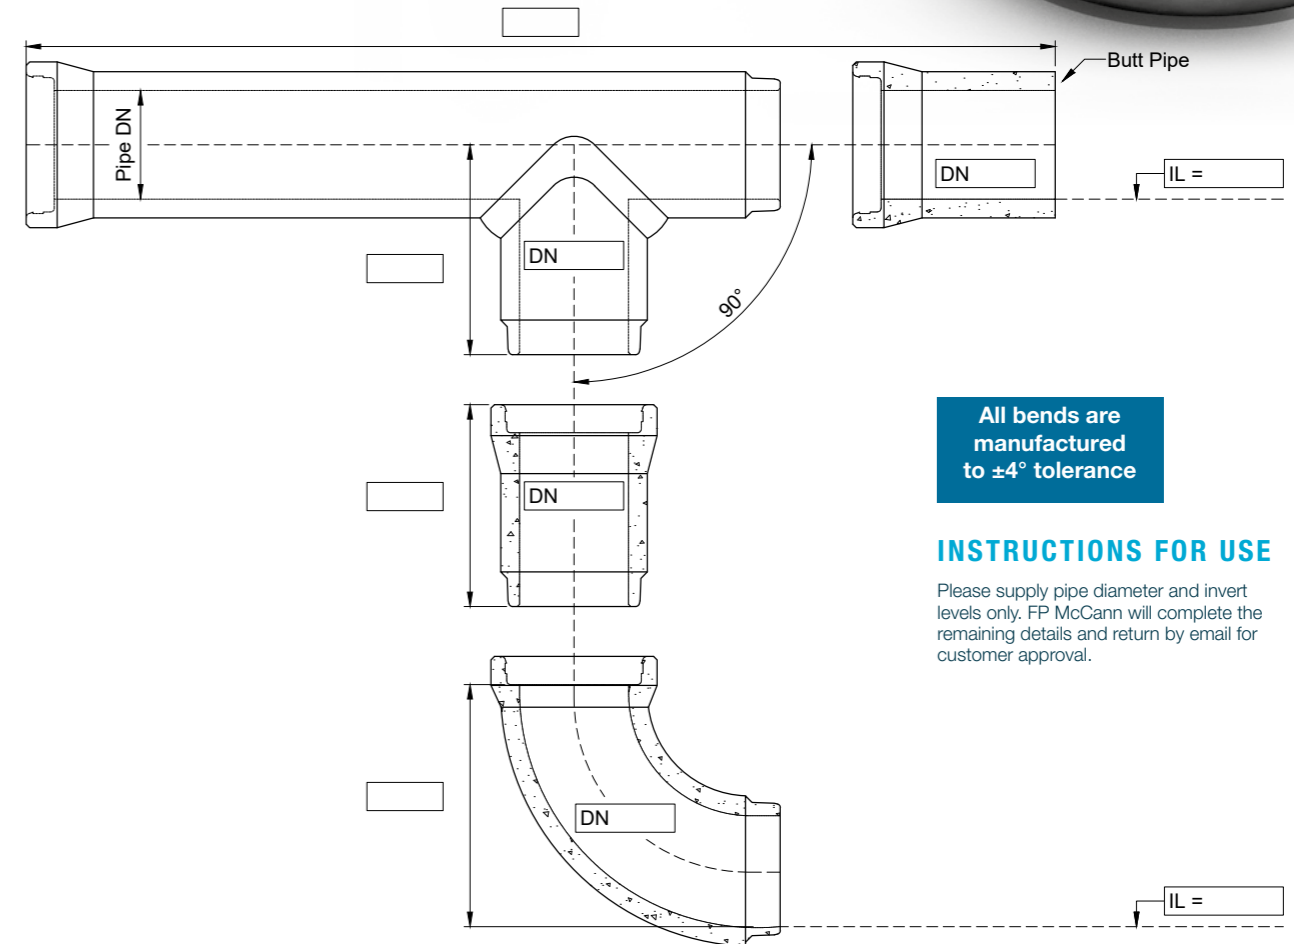 Butt Pipe
Pipe DN
DN
IL =
DN
90°
All bends are
manufactured
to ±4° tolerance
DN
INSTRUCTIONS FOR USE
Please supply pipe diameter and invert
levels only. FP McCann will complete the
remaining details and return by email for
customer approval.
DN
IL =